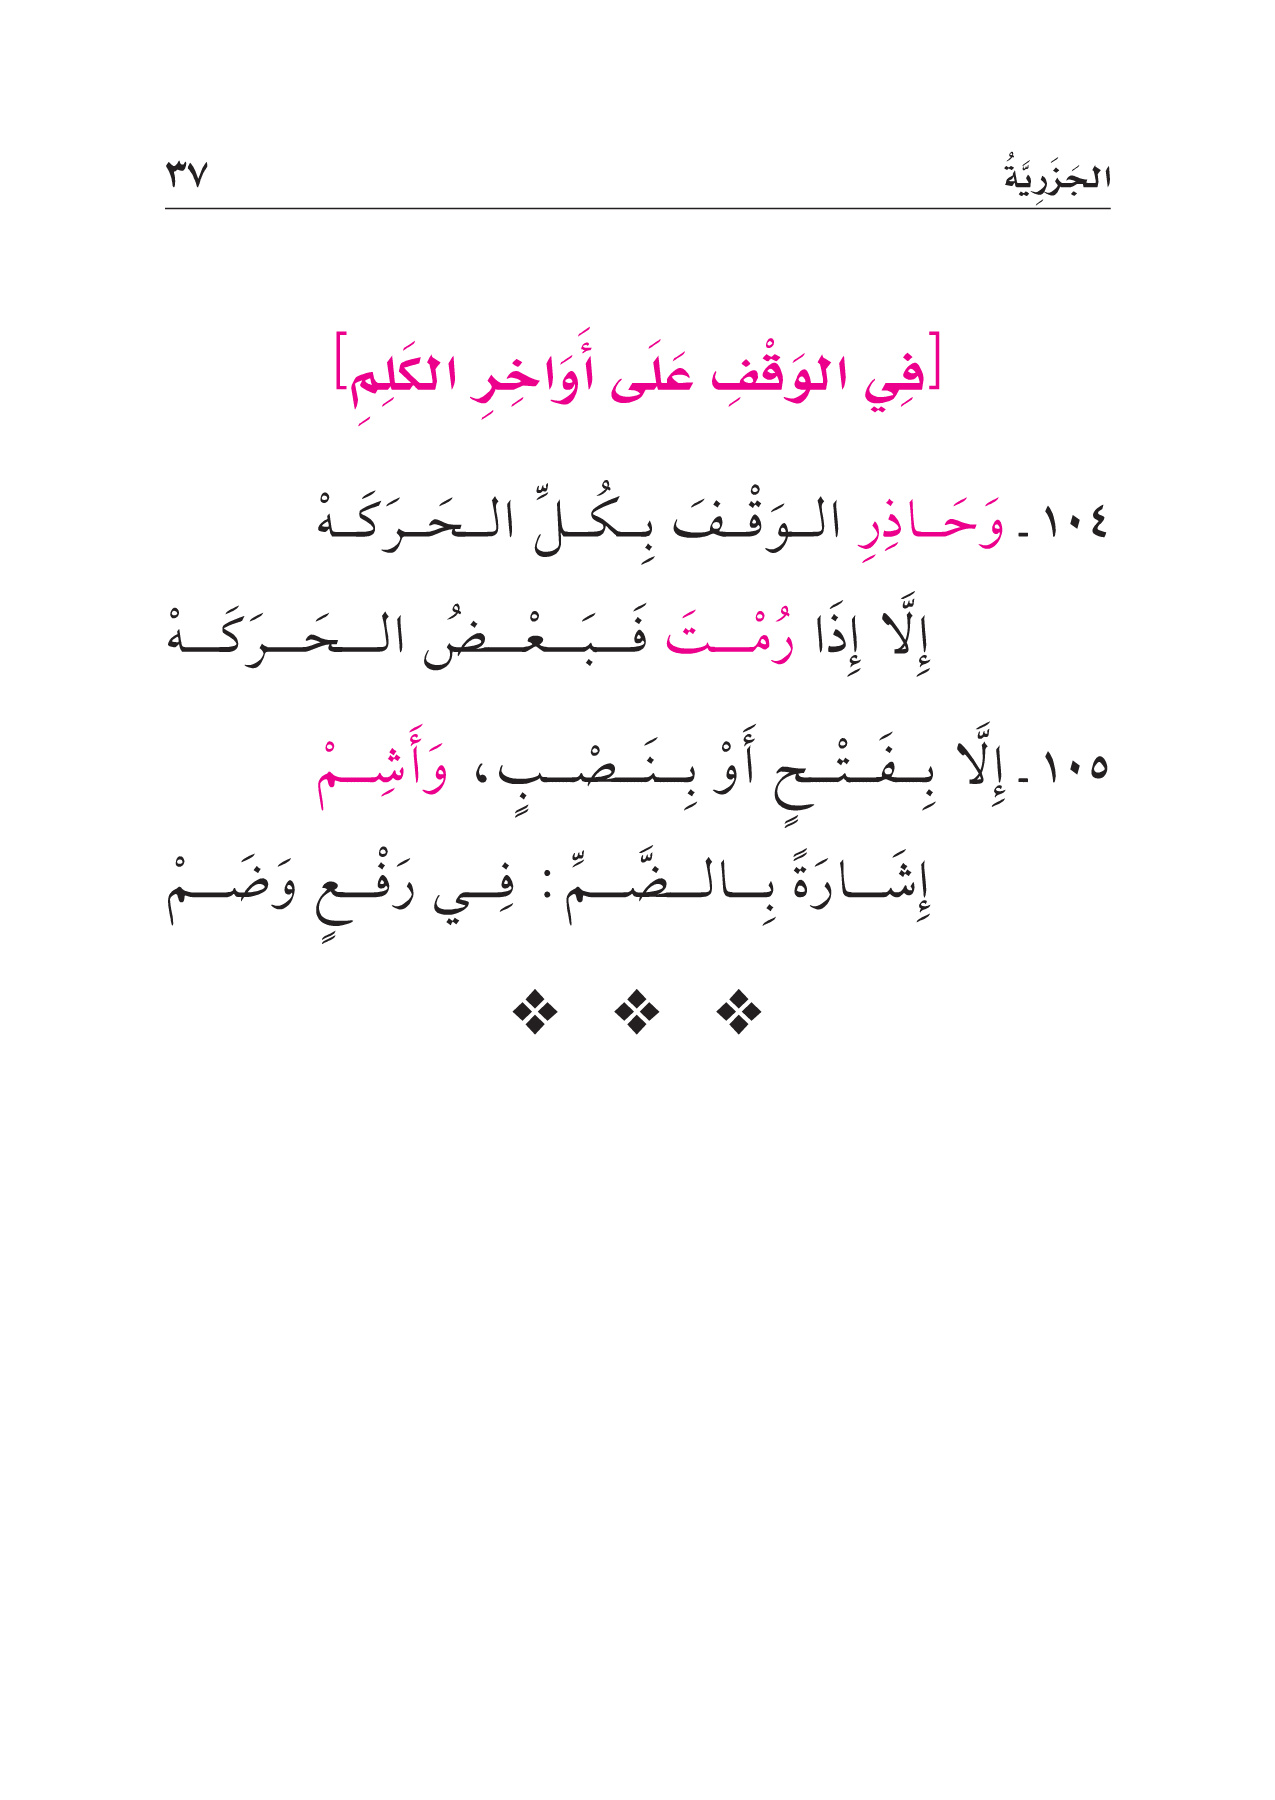 الجَزَرِيَّةُ ٣٧
[فِي الوَقْفِ عَلَى أَوَاخِرِ الكَلِمِ]
١٠٤ - وَحَاذِرِ الوَقْفَ بِكُلِّ الحَرَكَهْ
إِلَّا إِذَا رُمْتَ فَبَعْضُ الحَرَكَهْ
١٠٥ - إِلَّا بِفَتْحٍ أَوْ بِنَصْبٍ، وَأَشِمْ
إِشَارَةً بِالضَّمِّ: فِي رَفْعٍ وَضَمْ